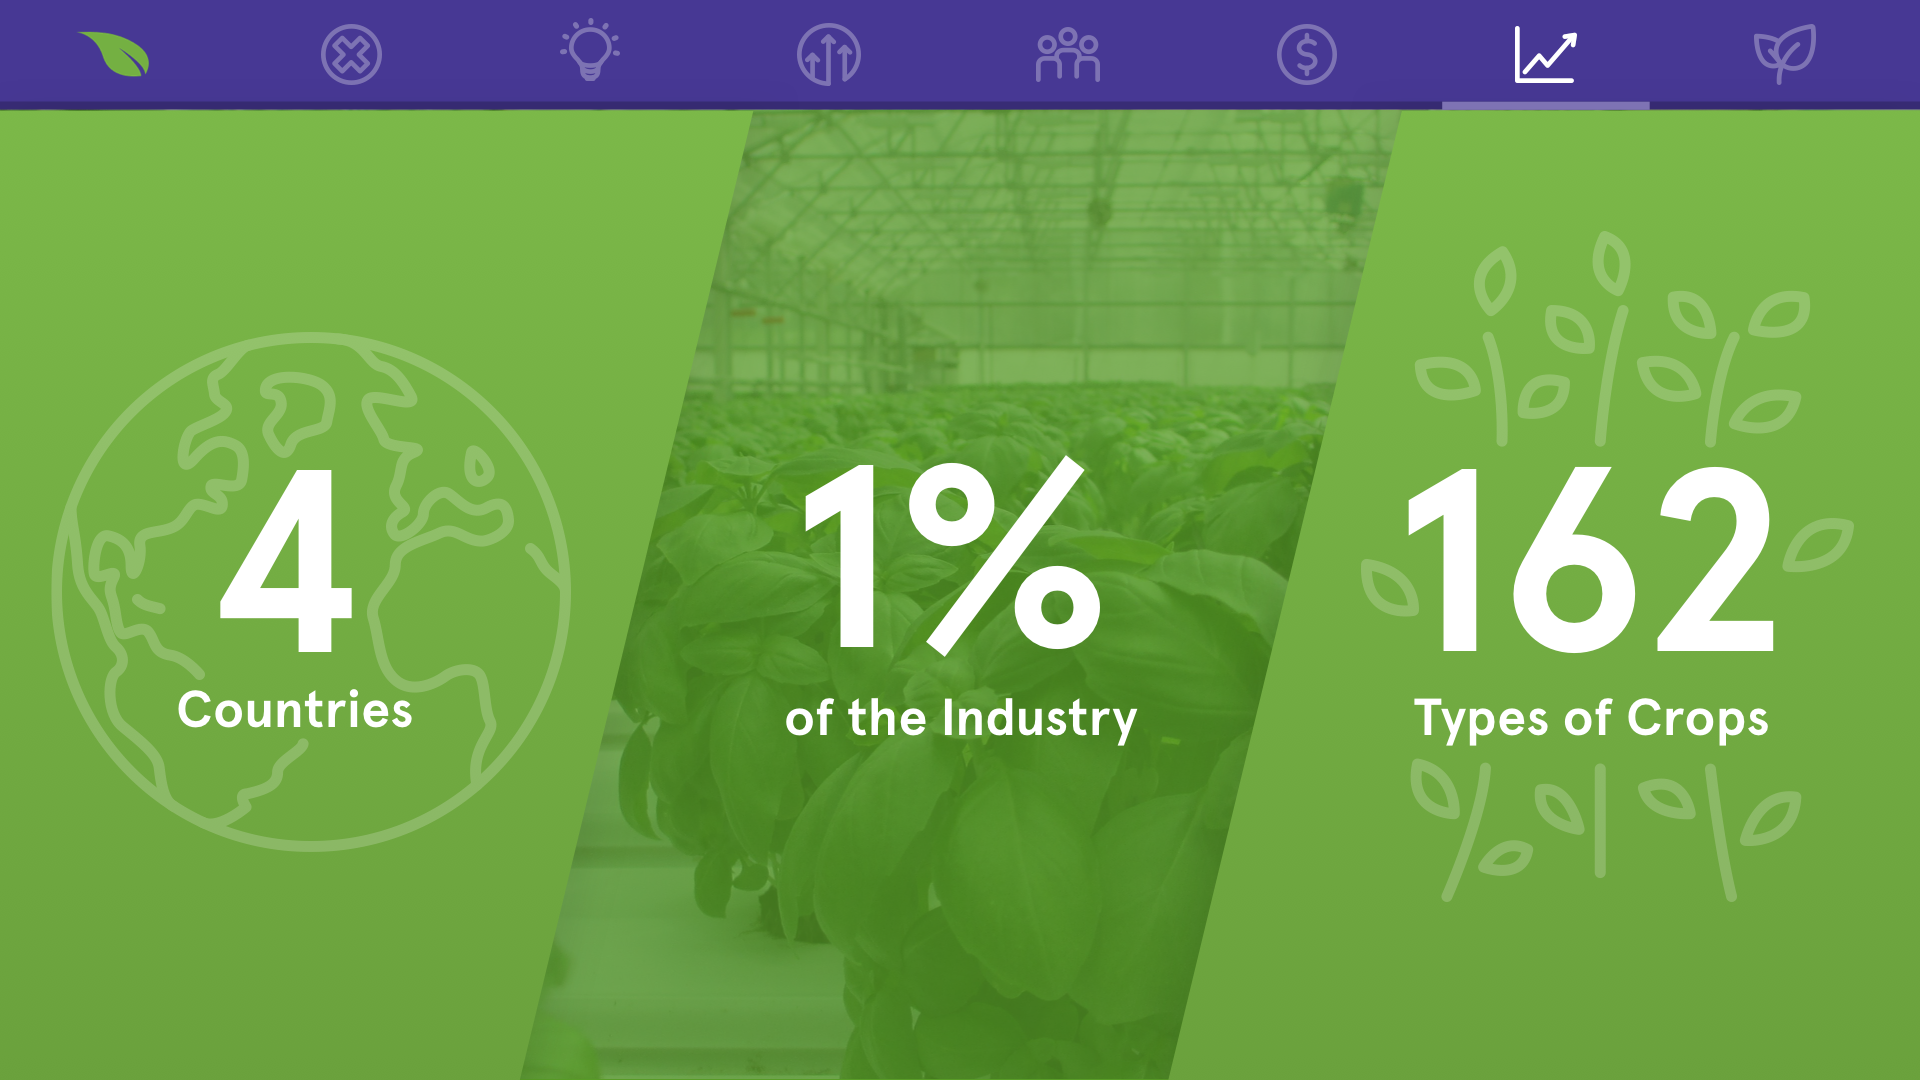 4
Countries
1%
of the Industry
162
Types of Crops